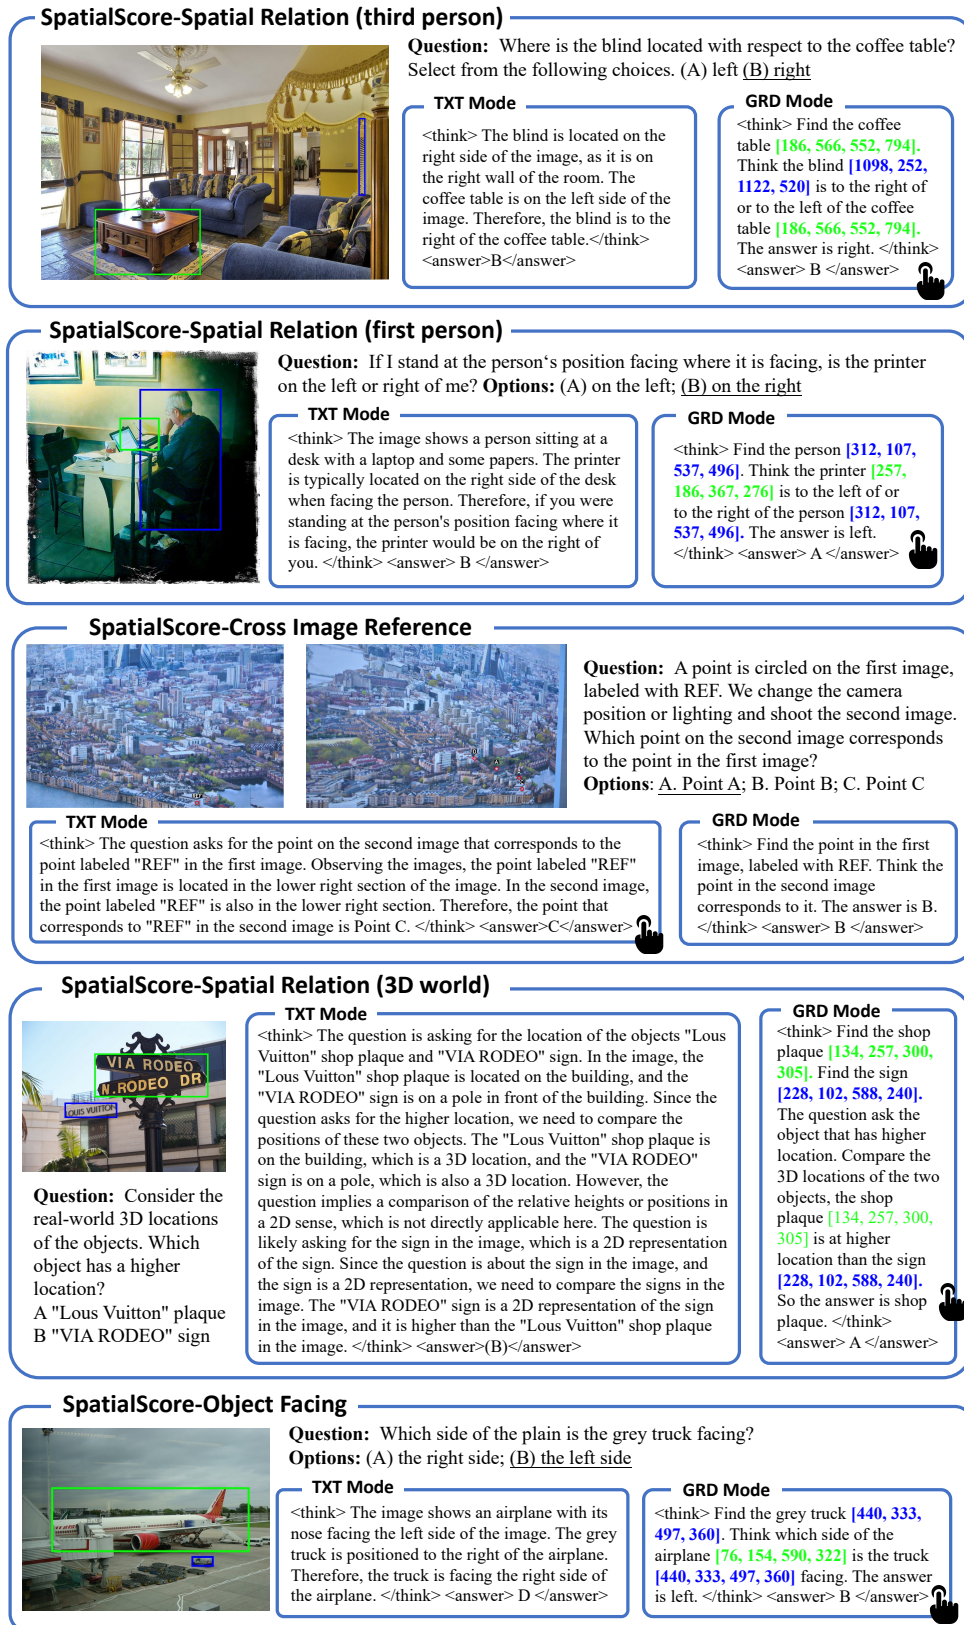 SpatialScore-Spatial Relation (third person)
Question: Where is the blind located with respect to the coffee table?
Select from the following choices. (A) left (B) right
TXT Mode
<think> The blind is located on the
right side of the image, as it is on
the right wall of the room. The
coffee table is on the left side of the
image. Therefore, the blind is to the
right of the coffee table.</think>
<answer>B</answer>
GRD Mode
<think> Find the coffee
table [186, 566, 552, 794].
Think the blind [1098, 252,
1122, 520] is to the right of
or to the left of the coffee
table [186, 566, 552, 794].
The answer is right. </think>
<answer> B </answer>
SpatialScore-Spatial Relation (first person)
Question: If I stand at the person‘s position facing where it is facing, is the printer
on the left or right of me? Options: (A) on the left; (B) on the right
TXT Mode
<think> The image shows a person sitting at a
desk with a laptop and some papers. The printer
is typically located on the right side of the desk
when facing the person. Therefore, if you were
standing at the person's position facing where it
is facing, the printer would be on the right of
you. </think> <answer> B </answer>
GRD Mode
<think> Find the person [312, 107,
537, 496]. Think the printer [257,
186, 367, 276] is to the left of or
to the right of the person [312, 107,
537, 496]. The answer is left.
</think> <answer> A </answer>
SpatialScore-Cross Image Reference
REF
B
A
Question: A point is circled on the first image,
labeled with REF. We change the camera
position or lighting and shoot the second image.
Which point on the second image corresponds
to the point in the first image?
Options: A. Point A; B. Point B; C. Point C
TXT Mode
<think> The question asks for the point on the second image that corresponds to the
point labeled "REF" in the first image. Observing the images, the point labeled "REF"
in the first image is located in the lower right section of the image. In the second image,
the point labeled "REF" is also in the lower right section. Therefore, the point that
corresponds to "REF" in the second image is Point C. </think> <answer>C</answer>
GRD Mode
<think> Find the point in the first
image, labeled with REF. Think the
point in the second image
corresponds to it. The answer is B.
</think> <answer> B </answer>
SpatialScore-Spatial Relation (3D world)
VIA RODEO
N. RODEO DR
LOUIS VUITTON
Question: Consider the
real-world 3D locations
of the objects. Which
object has a higher
location?
A "Lous Vuitton" plaque
B "VIA RODEO" sign
TXT Mode
<think> The question is asking for the location of the objects "Lous
Vuitton" shop plaque and "VIA RODEO" sign. In the image, the
"Lous Vuitton" shop plaque is located on the building, and the
"VIA RODEO" sign is on a pole in front of the building. Since the
question asks for the higher location, we need to compare the
positions of these two objects. The "Lous Vuitton" shop plaque is
on the building, which is a 3D location, and the "VIA RODEO"
sign is on a pole, which is also a 3D location. However, the
question implies a comparison of the relative heights or positions in
a 2D sense, which is not directly applicable here. The question is
likely asking for the sign in the image, which is a 2D representation
of the sign. Since the question is about the sign in the image, and
the sign is a 2D representation, we need to compare the signs in the
image. The "VIA RODEO" sign is a 2D representation of the sign
in the image, and it is higher than the "Lous Vuitton" shop plaque
in the image. </think> <answer>(B)</answer>
GRD Mode
<think> Find the shop
plaque [134, 257, 300,
305]. Find the sign
[228, 102, 588, 240].
The question ask the
object that has higher
location. Compare the
3D locations of the two
objects, the shop
plaque [134, 257, 300,
305] is at higher
location than the sign
[228, 102, 588, 240].
So the answer is shop
plaque. </think>
<answer> A </answer>
SpatialScore-Object Facing
Question: Which side of the plain is the grey truck facing?
Options: (A) the right side; (B) the left side
TXT Mode
<think> The image shows an airplane with its
nose facing the left side of the image. The grey
truck is positioned to the right of the airplane.
Therefore, the truck is facing the right side of
the airplane. </think> <answer> D </answer>
GRD Mode
<think> Find the grey truck [440, 333,
497, 360]. Think which side of the
airplane [76, 154, 590, 322] is the truck
[440, 333, 497, 360] facing. The answer
is left. </think> <answer> B </answer>